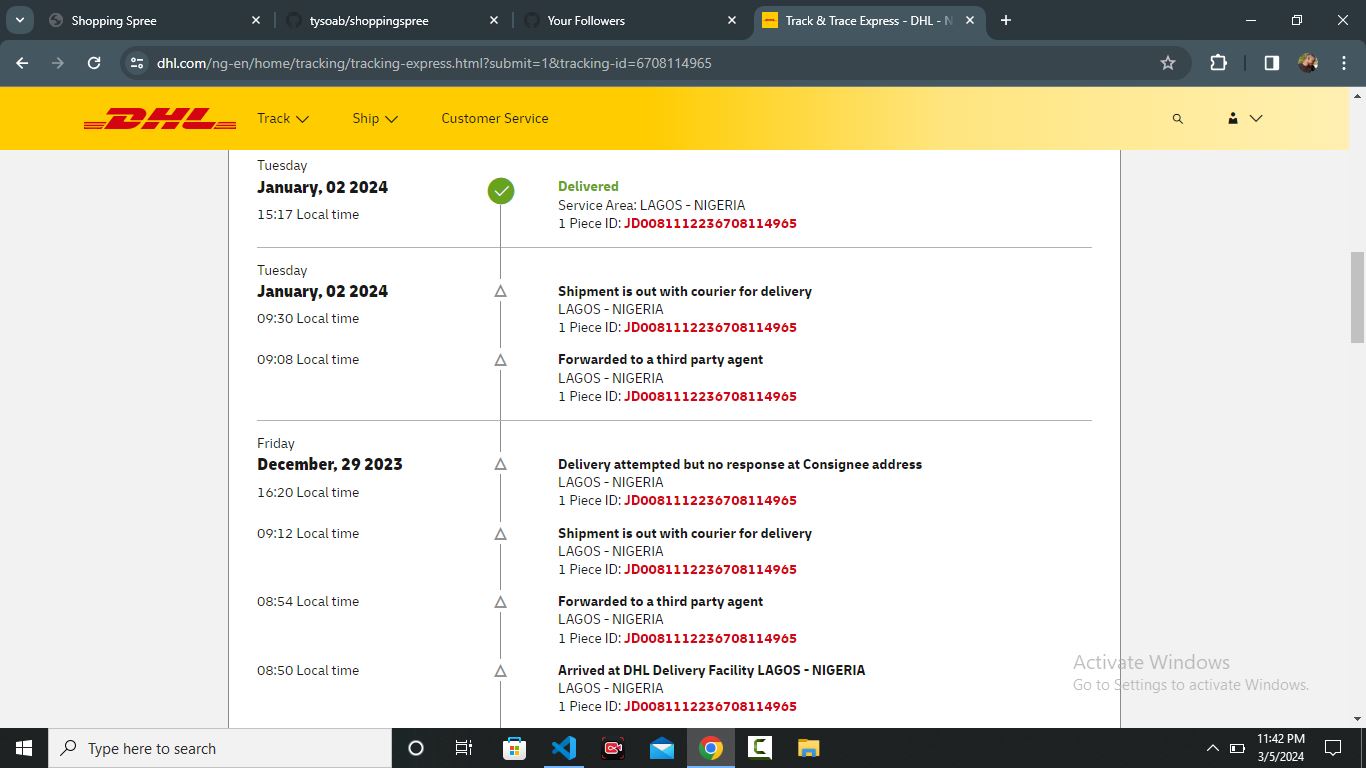 Shopping Spree
tysoab/shoppingspree
Your Followers
Track & Trace Express - DHL - N
dhl.com/ng-en/home/tracking/tracking-express.html?submit=1&tracking-id=6708114965
DHL
Track
Ship
Customer Service
Tuesday
January, 02 2024
15:17 Local time
Delivered
Service Area: LAGOS - NIGERIA
1 Piece ID: JD0081112236708114965
Tuesday
January, 02 2024
09:30 Local time
Shipment is out with courier for delivery
LAGOS - NIGERIA
1 Piece ID: JD0081112236708114965
09:08 Local time
Forwarded to a third party agent
LAGOS - NIGERIA
1 Piece ID: JD0081112236708114965
Friday
December, 29 2023
16:20 Local time
Delivery attempted but no response at Consignee address
LAGOS - NIGERIA
1 Piece ID: JD0081112236708114965
09:12 Local time
Shipment is out with courier for delivery
LAGOS - NIGERIA
1 Piece ID: JD0081112236708114965
08:54 Local time
Forwarded to a third party agent
LAGOS - NIGERIA
1 Piece ID: JD0081112236708114965
08:50 Local time
Arrived at DHL Delivery Facility LAGOS - NIGERIA
LAGOS - NIGERIA
1 Piece ID: JD0081112236708114965
Activate Windows
Go to Settings to activate Windows.
Type here to search
11:42 PM
3/5/2024